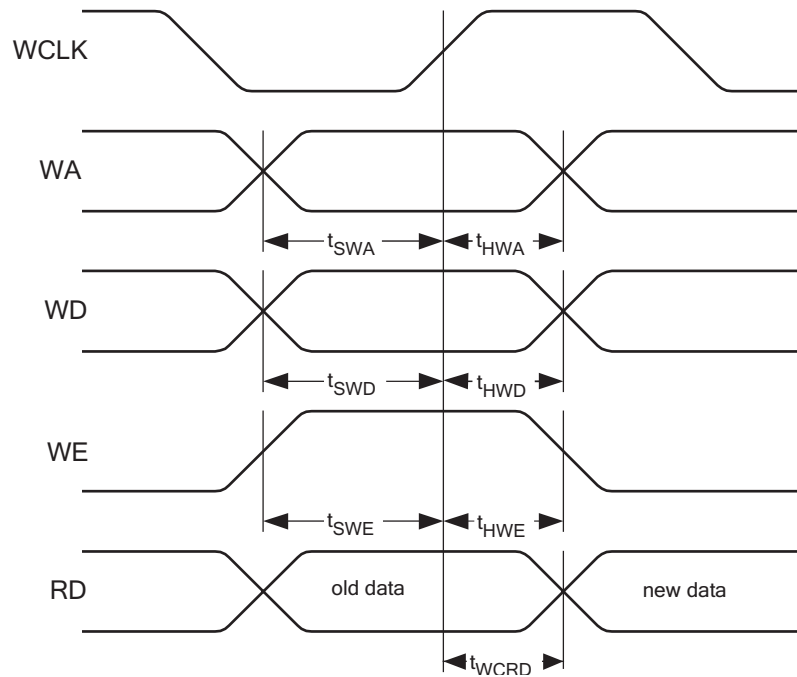 WCLK
WA
tSWA
tHWA
WD
tSWD
tHWD
WE
tSWE
tHWE
RD
old data
new data
tWCRD